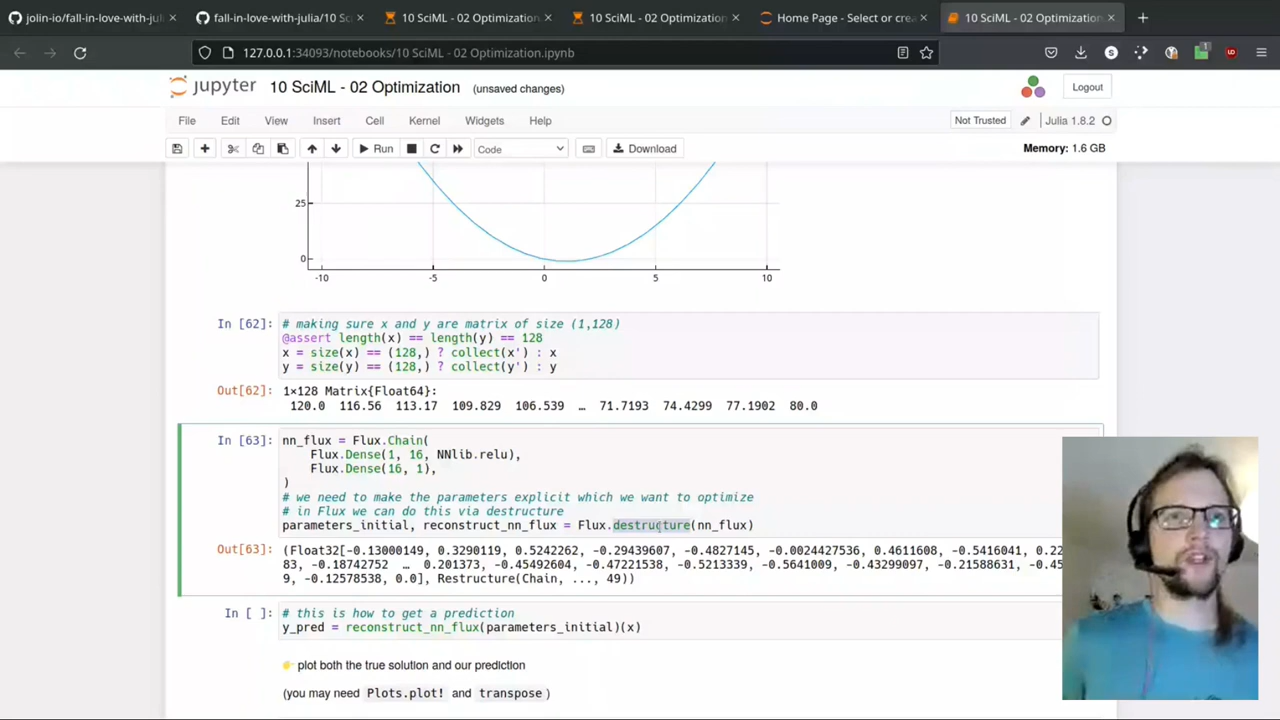 jolin-io/fall-in-love-with-juli
fall-in-love-with-julia/10 Sci
10 SciML - 02 Optimization
10 SciML - 02 Optimization
Home Page - Select or crea
10 SciML - 02 Optimization
127.0.0.1:34093/notebooks/10 SciML - 02 Optimization.ipynb
jupyter 10 SciML - 02 Optimization (unsaved changes)
Logout
File Edit View Insert Cell Kernel Widgets Help
Not Trusted
Julia 1.8.2
Run
Code
Download
Memory: 1.6 GB
25
0
-10 -5 0 5 10
In [62]: # making sure x and y are matrix of size (1,128)
@assert length(x) == length(y) == 128
x = size(x) == (128,) ? collect(x') : x
y = size(y) == (128,) ? collect(y') : y
Out[62]: 1×128 Matrix{Float64}:
120.0 116.56 113.17 109.829 106.539 … 71.7193 74.4299 77.1902 80.0
In [63]: nn_flux = Flux.Chain(
Flux.Dense(1, 16, NNlib.relu),
Flux.Dense(16, 1),
)
# we need to make the parameters explicit which we want to optimize
# in Flux we can do this via destructure
parameters_initial, reconstruct_nn_flux = Flux.destructure(nn_flux)
Out[63]: (Float32[-0.13000149, 0.3290119, 0.5242262, -0.29439607, -0.4827145, -0.0024427536, 0.4611608, -0.5416041, 0.22
83, -0.18742752 … 0.201373, -0.45492604, -0.47221538, -0.5213339, -0.5641009, -0.43299097, -0.21588631, -0.45
9, -0.12578538, 0.0], Restructure(Chain, ..., 49))
In [ ]: # this is how to get a prediction
y_pred = reconstruct_nn_flux(parameters_initial)(x)
👉 plot both the true solution and our prediction
(you may need Plots.plot! and transpose )